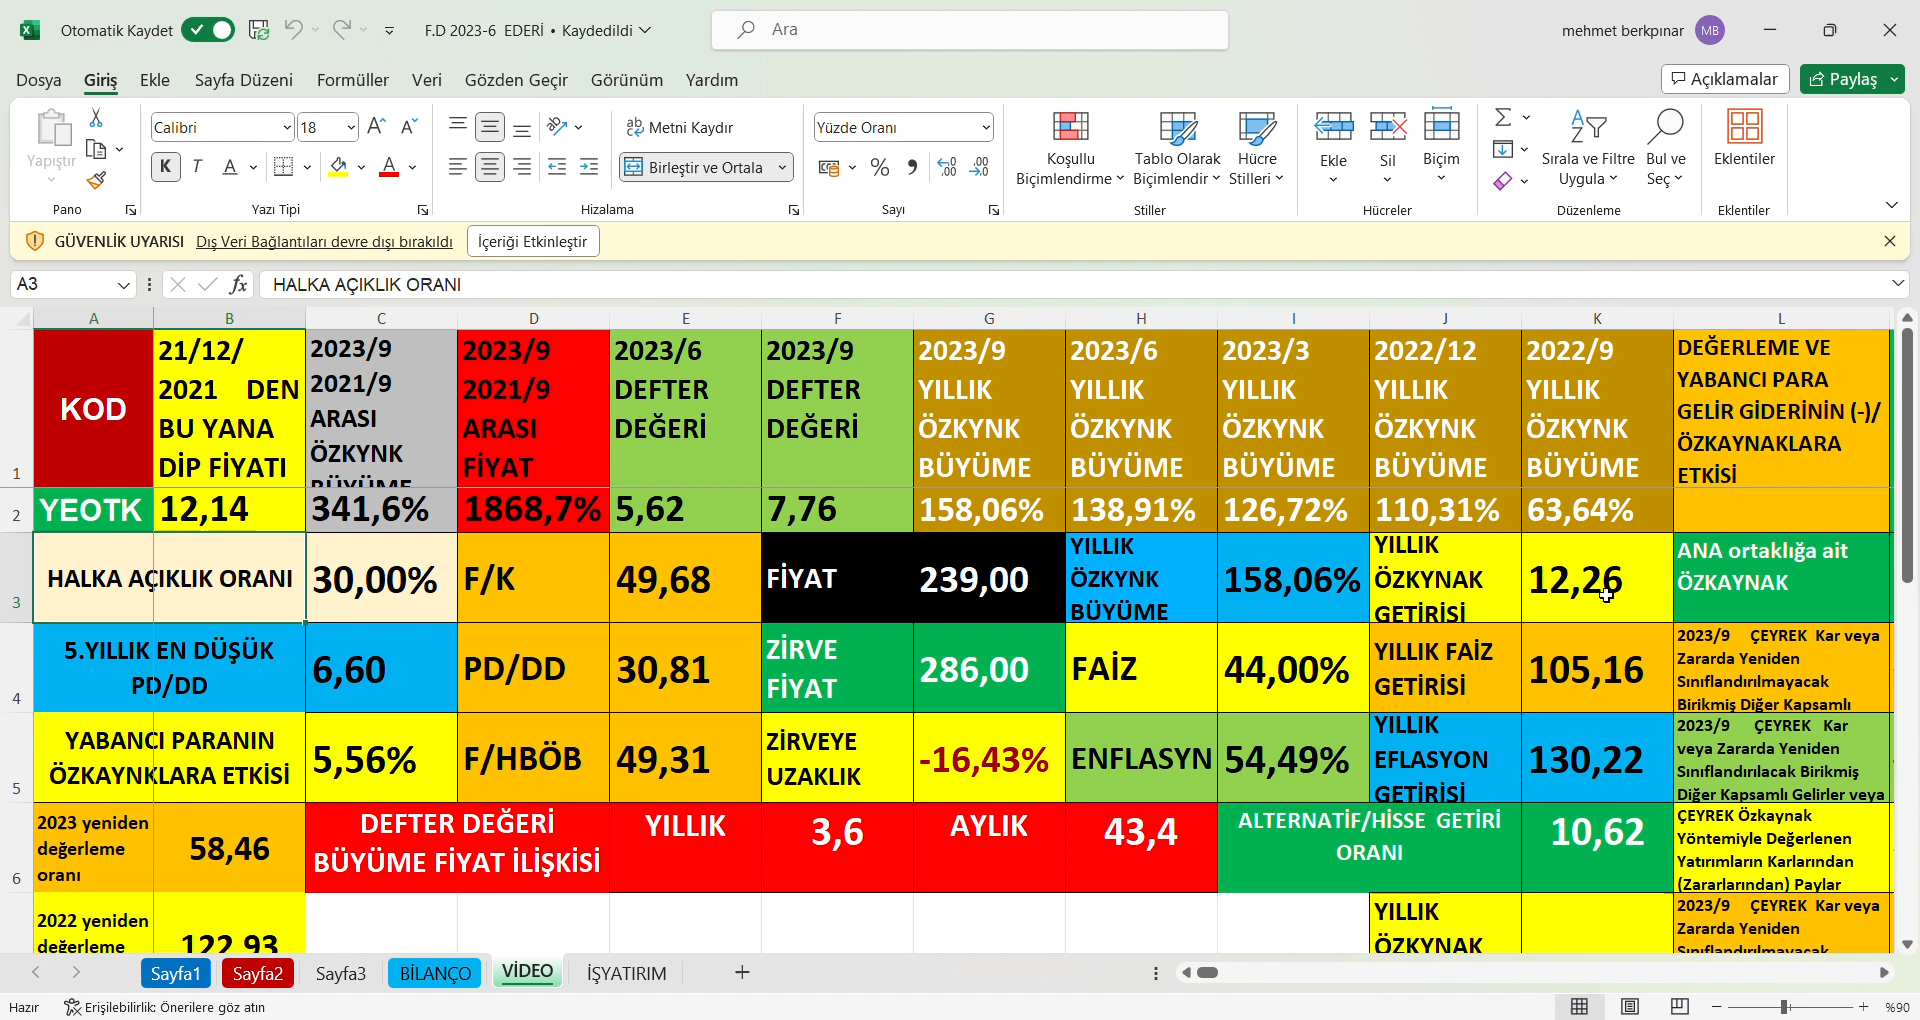 Otomatik Kaydet
F.D 2023-6 EDERİ • Kaydedildi
Ara
mehmet berkpınar
MB
Dosya Giriş Ekle Sayfa Düzeni Formüller Veri Gözden Geçir Görünüm Yardım
Açıklamalar
Paylaş
Yapıştır
Calibri
18
K T A
Metni Kaydır
Birleştir ve Ortala
Yüzde Oranı
Koşullu Biçimlendirme
Tablo Olarak Biçimlendir
Hücre Stilleri
Ekle
Sil
Biçim
Sırala ve Filtre Uygula
Bul ve Seç
Eklentiler
Pano Yazı Tipi Hizalama Sayı Stiller Hücreler Düzenleme Eklentiler
GÜVENLİK UYARISI Dış Veri Bağlantıları devre dışı bırakıldı İçeriği Etkinleştir
A3
fx
HALKA AÇIKLIK ORANI
A B C D E F G H I J K L
1
KOD
21/12/
2021 DEN
BU YANA
DİP FİYATI
2023/9
2021/9
ARASI
ÖZKYNK
BÜYÜME
2023/9
2021/9
ARASI
FİYAT
2023/6
DEFTER
DEĞERİ
2023/9
DEFTER
DEĞERİ
2023/9
YILLIK
ÖZKYNK
BÜYÜME
2023/6
YILLIK
ÖZKYNK
BÜYÜME
2023/3
YILLIK
ÖZKYNK
BÜYÜME
2022/12
YILLIK
ÖZKYNK
BÜYÜME
2022/9
YILLIK
ÖZKYNK
BÜYÜME
DEĞERLEME VE
YABANCI PARA
GELİR GİDERİNİN (-)/
ÖZKAYNAKLARA
ETKİSİ
2
YEOTK 12,14 341,6% 1868,7% 5,62 7,76 158,06% 138,91% 126,72% 110,31% 63,64%
3
HALKA AÇIKLIK ORANI
30,00%
F/K
49,68
FİYAT
239,00
YILLIK
ÖZKYNK
BÜYÜME
158,06%
YILLIK
ÖZKYNAK
GETİRİSİ
12,26
ANA ortaklığa ait
ÖZKAYNAK
4
5.YILLIK EN DÜŞÜK
PD/DD
6,60
PD/DD
30,81
ZİRVE
FİYAT
286,00
FAİZ
44,00%
YILLIK FAİZ
GETİRİSİ
105,16
2023/9 ÇEYREK Kar veya
Zararda Yeniden
Sınıflandırılmayacak
Birikmiş Diğer Kapsamlı
5
YABANCI PARANIN
ÖZKAYNKLARA ETKİSİ
5,56%
F/HBÖB
49,31
ZİRVEYE
UZAKLIK
-16,43%
ENFLASYN
54,49%
YILLIK
EFLASYON
GETİRİSİ
130,22
2023/9 ÇEYREK Kar
veya Zararda Yeniden
Sınıflandırılacak Birikmiş
Diğer Kapsamlı Gelirler veya
6
2023 yeniden
değerleme
oranı
58,46
DEFTER DEĞERİ
BÜYÜME FİYAT İLİŞKİSİ
YILLIK
3,6
AYLIK
43,4
ALTERNATİF/HİSSE GETİRİ
ORANI
10,62
ÇEYREK Özkaynak
Yöntemiyle Değerlenen
Yatırımların Karlarından
(Zararlarından) Paylar
2022 yeniden
değerleme
122,93
YILLIK
ÖZKYNAK
2023/9 ÇEYREK Kar veya
Zararda Yeniden
Sınıflandırılmayacak
Sayfa1 Sayfa2 Sayfa3 BİLANÇO VİDEO İŞYATIRIM
Hazır
Erişilebilirlik: Önerilere göz atın
%90